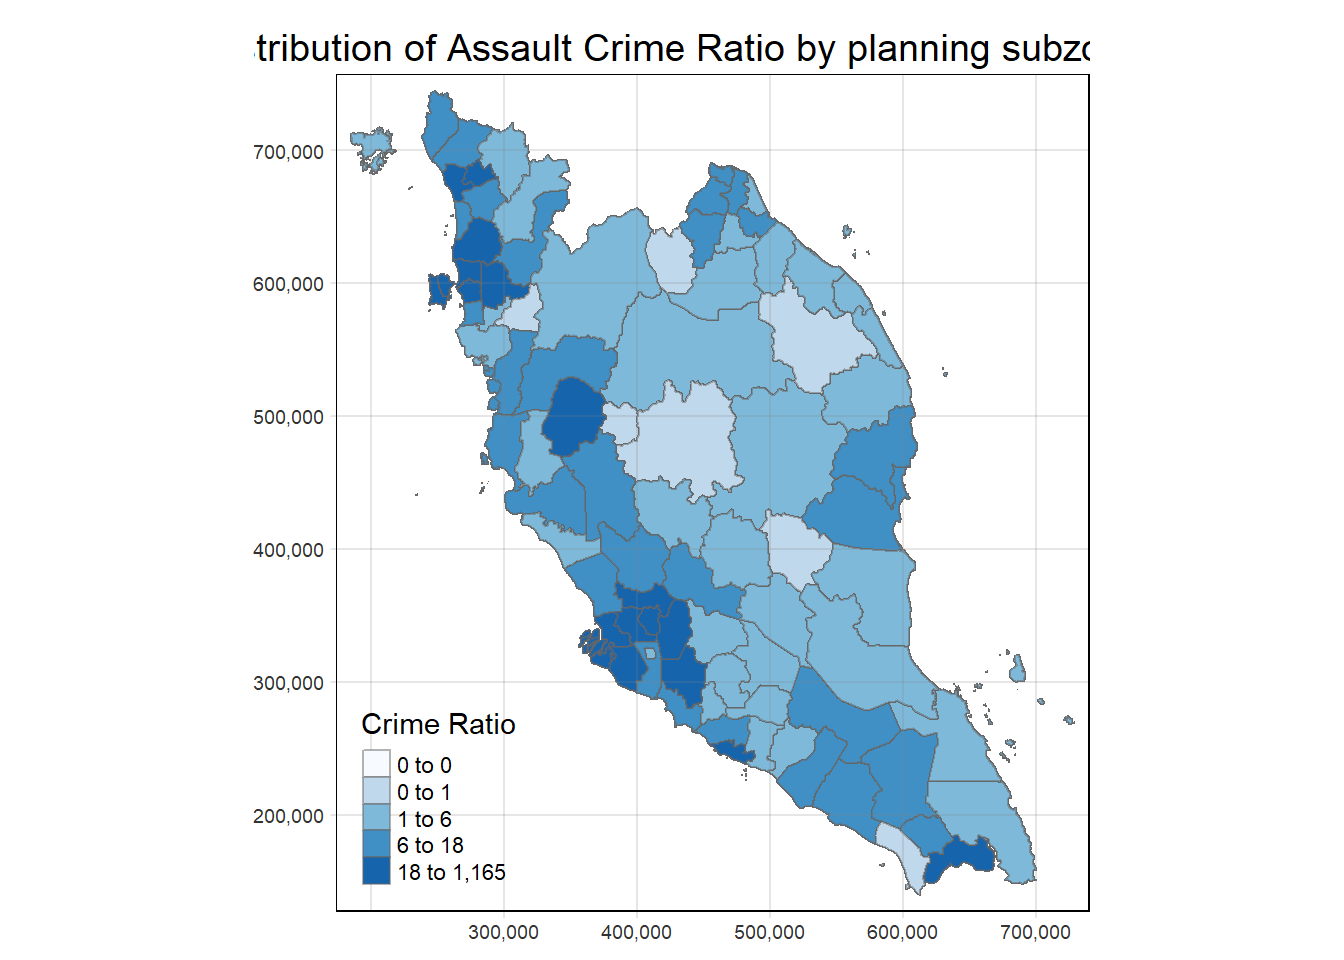 tribution of Assault Crime Ratio by planning subz
700,000
600,000
500,000
400,000
300,000
200,000
Crime Ratio
0 to 0
0 to 1
1 to 6
6 to 18
18 to 1,165
300,000 400,000 500,000 600,000 700,000